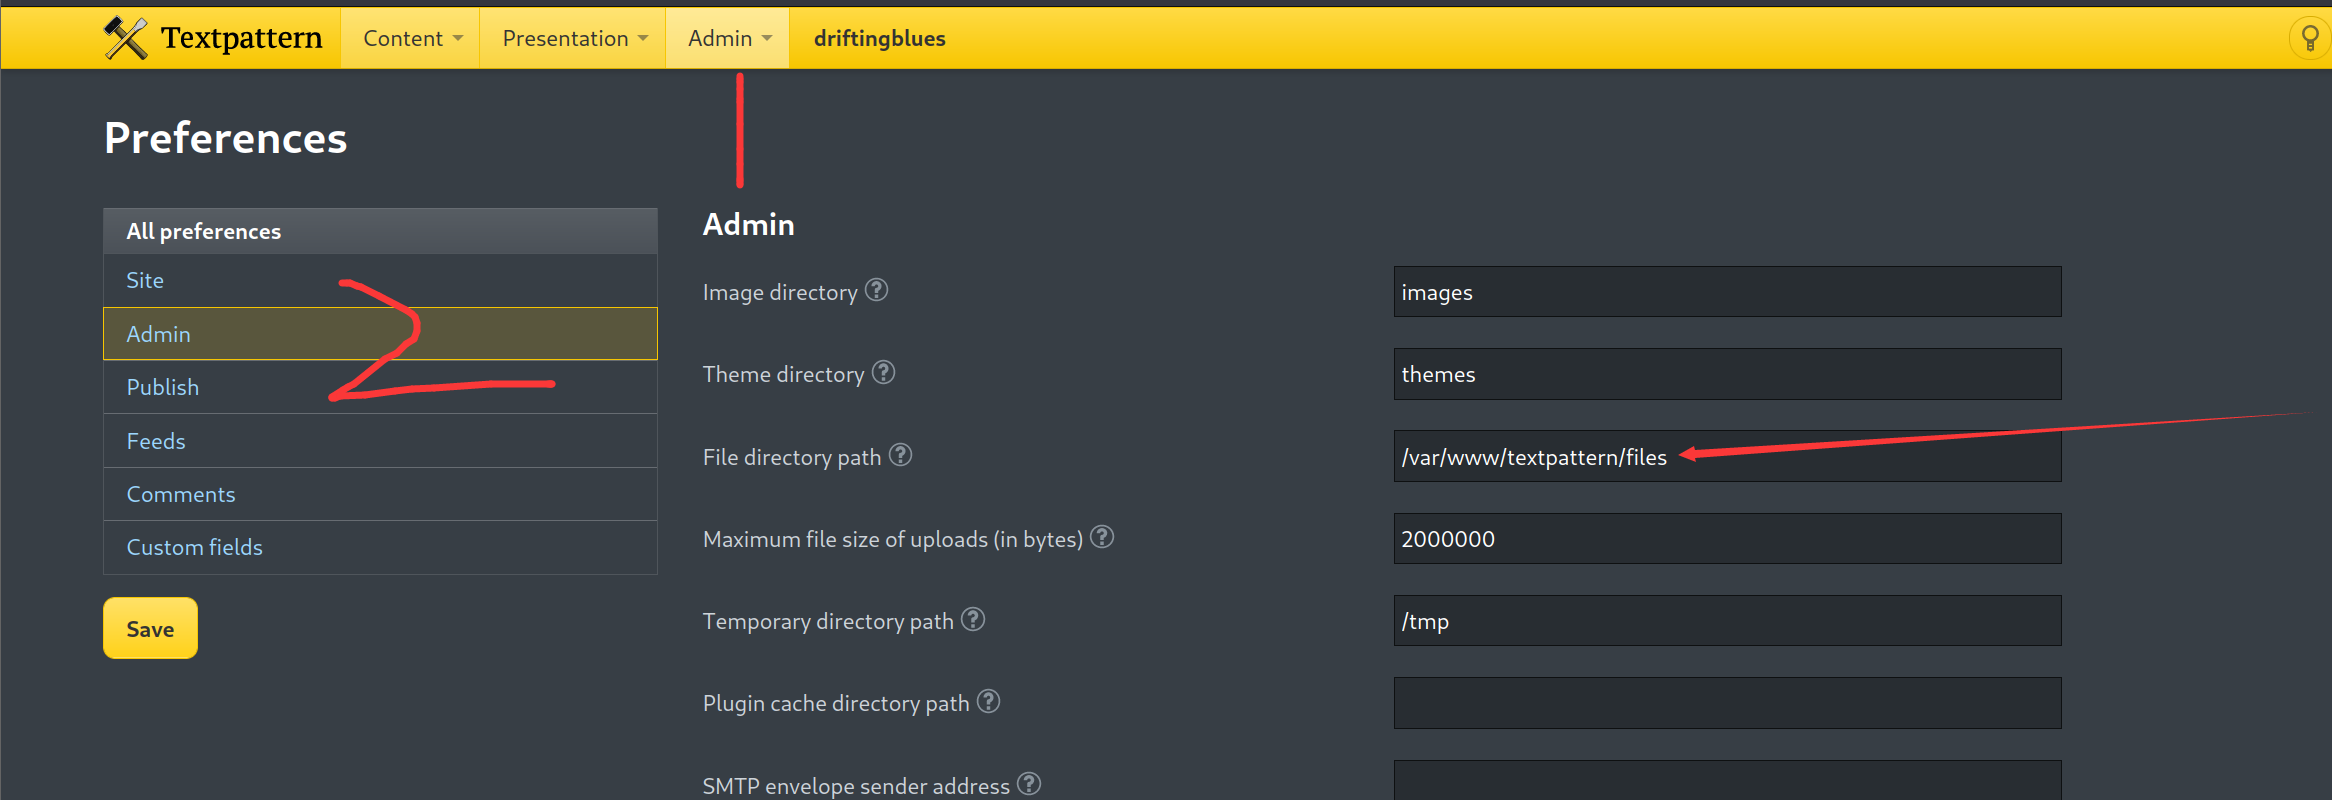 Textpattern Content Presentation Admin driftingblues
Preferences
All preferences
Site
Admin
Publish
Feeds
Comments
Custom fields
Save
Admin
Image directory ? images
Theme directory ? themes
File directory path ? /var/www/textpattern/files
Maximum file size of uploads (in bytes) ? 2000000
Temporary directory path ? /tmp
Plugin cache directory path ?
SMTP envelope sender address ?
1
2